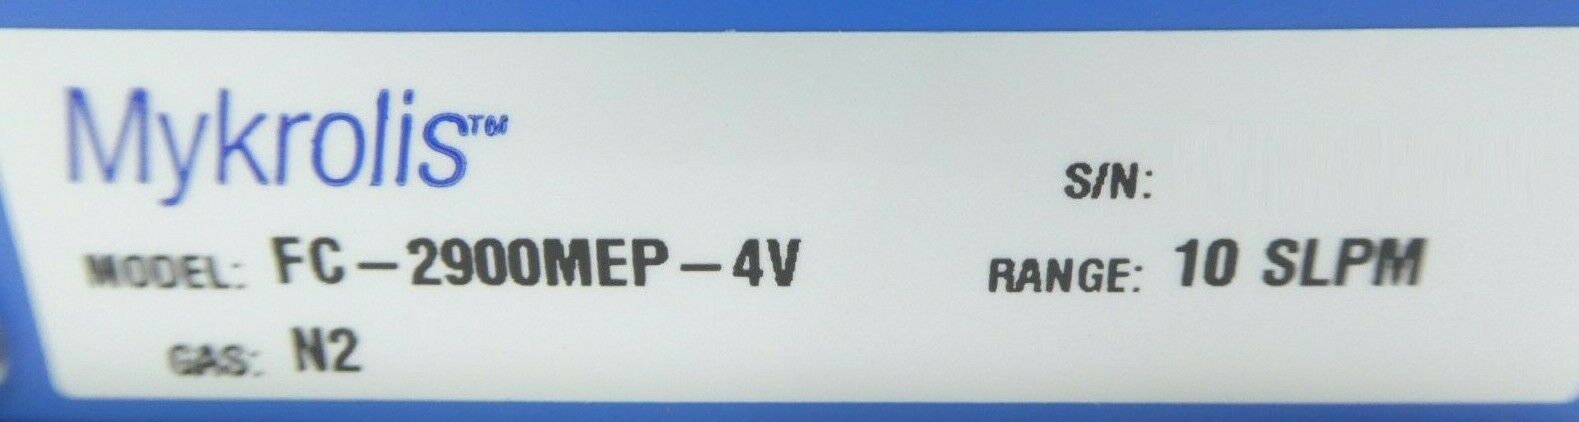 Mykrolis™
S/N:
MODEL: FC-2900MEP-4V
RANGE: 10 SLPM
GAS: N2